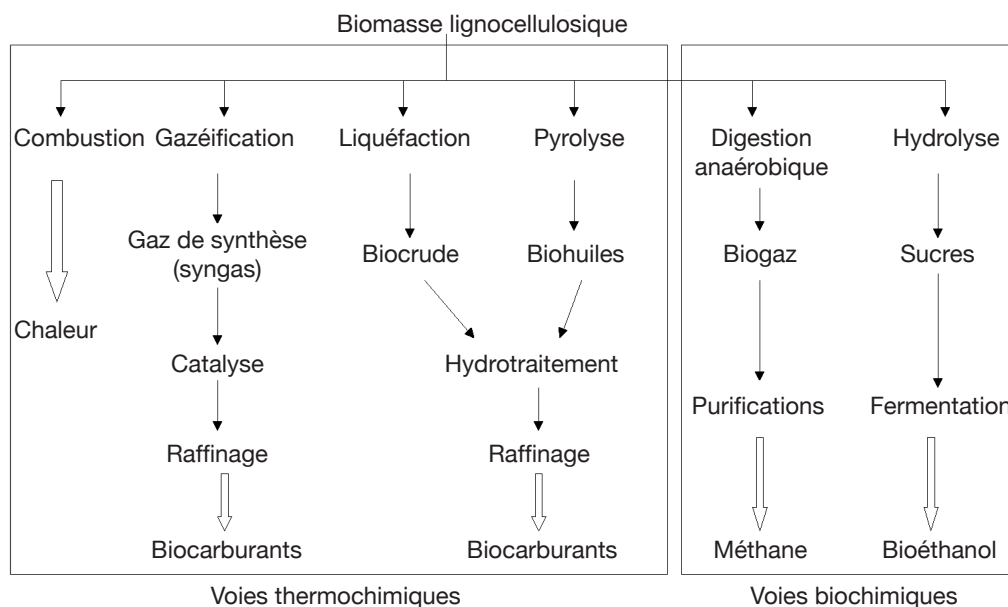 Biomasse lignocellulosique
Combustion Gazéification Liquéfaction Pyrolyse Digestion anaérobique Hydrolyse
Gaz de synthèse (syngas) Biocrude Biohuiles Biogaz Sucres
Chaleur
Catalyse Hydrotraitement
Purifications Fermentation
Raffinage Raffinage
Biocarburants Biocarburants Méthane Bioéthanol
Voies thermochimiques Voies biochimiques